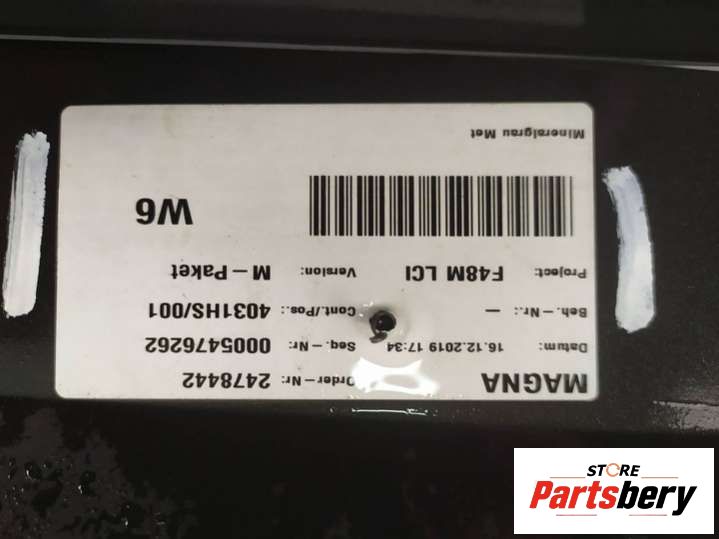 MAGNA Order-Nr: 2478442
Datum: 16.12.2019 17:34 Seq-Nr: 0005476262
Beh-.Nr.: — Cont./Pos.: 4031HS/001
Project: F48M LCI Version: M-Paket
W6
Mineralgrau Met
STORE
Partsbery